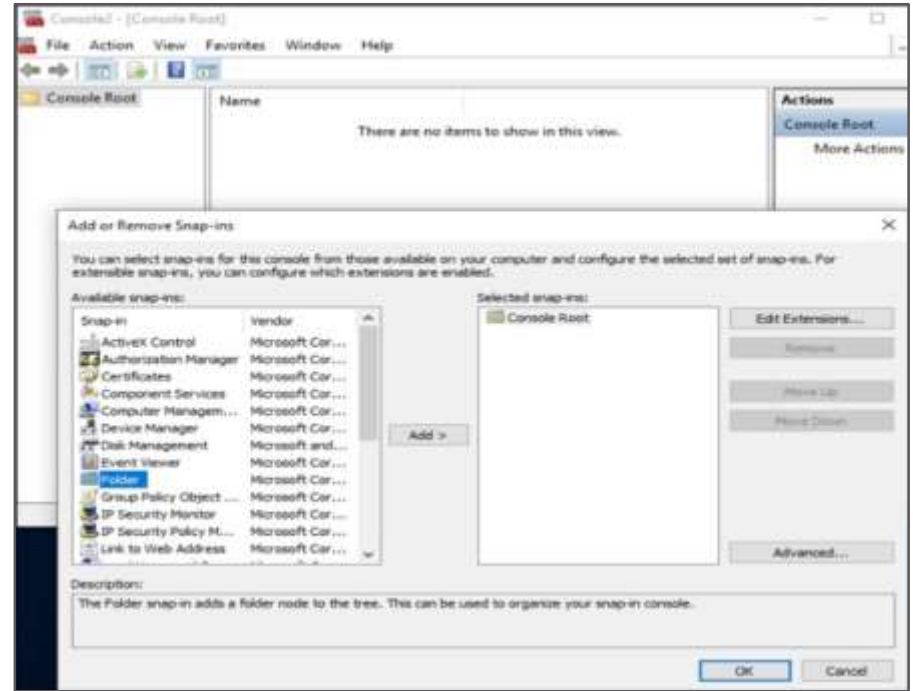 Console2 - [Console Root]
File Action View Favorites Window Help
Console Root
Name
There are no items to show in this view.
Actions
Console Root
More Actions
Add or Remove Snap-ins
You can select snap-ins for this console from those available on your computer and configure the selected set of snap-ins. For
extensible snap-ins, you can configure which extensions are enabled.
Available snap-ins:
Snap-in Vendor
ActiveX Control Microsoft Cor...
Authorization Manager Microsoft Cor...
Certificates Microsoft Cor...
Component Services Microsoft Cor...
Computer Managem... Microsoft Cor...
Device Manager Microsoft Cor...
Disk Management Microsoft and...
Event Viewer Microsoft Cor...
Folder Microsoft Cor...
Group Policy Object ... Microsoft Cor...
IP Security Monitor Microsoft Cor...
IP Security Policy M... Microsoft Cor...
Link to Web Address Microsoft Cor...
Add >
Selected snap-ins:
Console Root
Edit Extensions...
Remove
Move Up
Move Down
Advanced...
Description:
The Folder snap-in adds a folder node to the tree. This can be used to organize your snap-in console.
OK Cancel